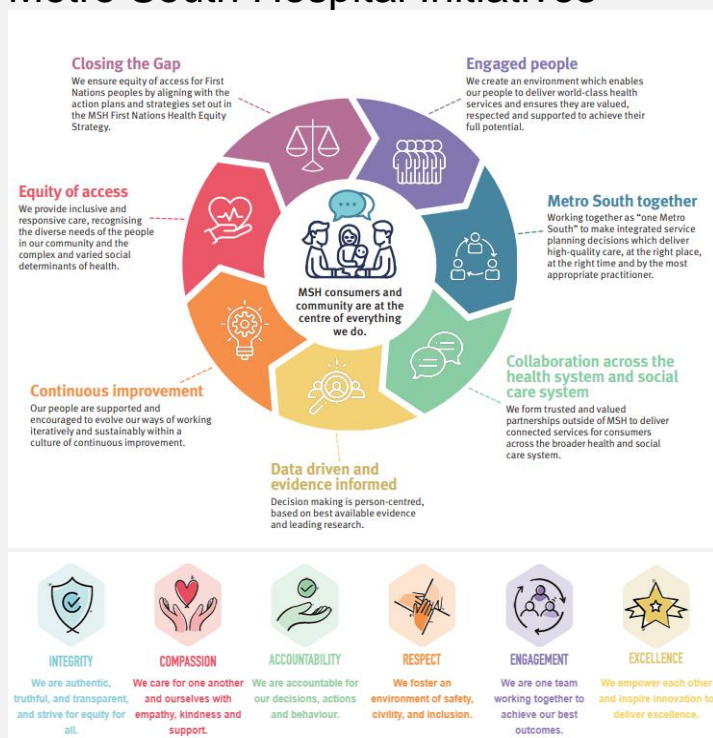 Metro South Hospital Initiatives
Closing the Gap
We ensure equity of access for First
Nations peoples by aligning with the
action plans and strategies set out in
the MSH First Nations Health Equity
Strategy.
Engaged people
We create an environment which enables
our people to deliver world-class health
services and ensures they are valued,
respected and supported to achieve their
full potential.
Equity of access
We provide inclusive and
responsive care, recognising
the diverse needs of the people
in our community and the
complex and varied social
determinants of health.
Metro South together
Working together as "one Metro
South" to make integrated service
planning decisions which deliver
high-quality care, at the right place,
at the right time and by the most
appropriate practitioner.
MSH consumers and
community are at the
centre of everything
we do.
Continuous improvement
Our people are supported and
encouraged to evolve our ways of working
iteratively and sustainably within a
culture of continuous improvement.
Collaboration across the
health system and social
care system
We form trusted and valued
partnerships outside of MSH to deliver
connected services for consumers
across the broader health and social
care system.
Data driven and
evidence informed
Decision making is person-centred,
based on best available evidence
and leading research.
INTEGRITY
We are authentic,
truthful, and transparent,
and strive for equity for
all.
COMPASSION
We care for one another
and ourselves with
empathy, kindness and
support.
ACCOUNTABILITY
We are accountable for
our decisions, actions
and behaviour.
RESPECT
We foster an
environment of safety,
civility, and inclusion.
ENGAGEMENT
We are one team
working together to
achieve our best
outcomes.
EXCELLENCE
We empower each other
and inspire innovation to
deliver excellence.